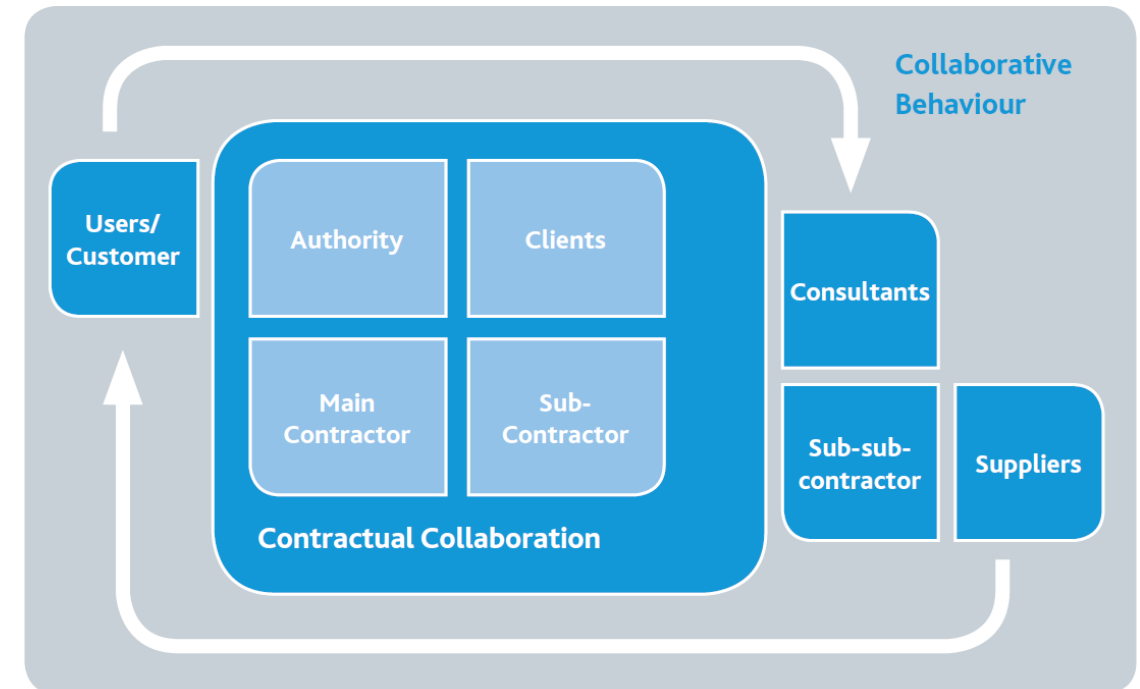 Collaborative
Behaviour
Users/
Customer
Authority
Clients
Consultants
Main
Contractor
Sub-
Contractor
Sub-sub-
contractor
Suppliers
Contractual Collaboration